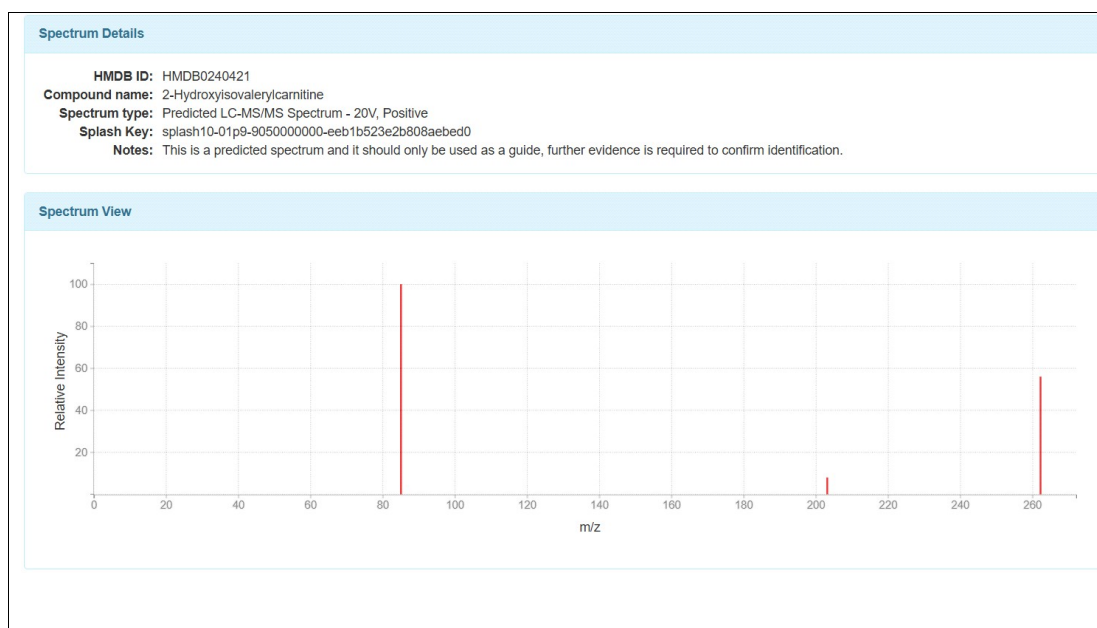 Spectrum Details
HMDB ID: HMDB0240421
Compound name: 2-Hydroxyisovalerylcarnitine
Spectrum type: Predicted LC-MS/MS Spectrum - 20V, Positive
Splash Key: splash10-01p9-9050000000-eeb1b523e2b808aebed0
Notes: This is a predicted spectrum and it should only be used as a guide, further evidence is required to confirm identification.
Spectrum View
Relative Intensity
100
80
60
40
20
0 20 40 60 80 100 120 140 160 180 200 220 240 260
m/z